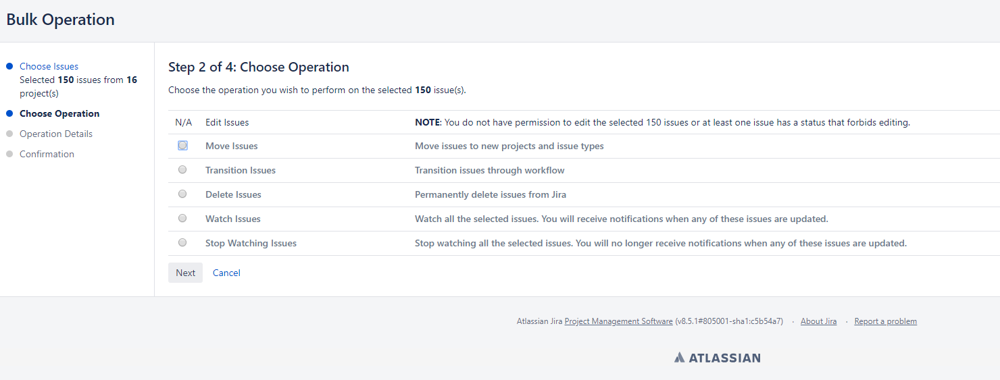 Bulk Operation
Choose Issues
Selected 150 issues from 16
project(s)
Choose Operation
Operation Details
Confirmation
Step 2 of 4: Choose Operation
Choose the operation you wish to perform on the selected 150 issue(s).
N/A Edit Issues NOTE: You do not have permission to edit the selected 150 issues or at least one issue has a status that forbids editing.
Move Issues Move issues to new projects and issue types
Transition Issues Transition issues through workflow
Delete Issues Permanently delete issues from Jira
Watch Issues Watch all the selected issues. You will receive notifications when any of these issues are updated.
Stop Watching Issues Stop watching all the selected issues. You will no longer receive notifications when any of these issues are updated.
Next Cancel
Atlassian Jira Project Management Software (v8.5.1#805001-sha1:c5b54a7) · About Jira · Report a problem
ATLASSIAN